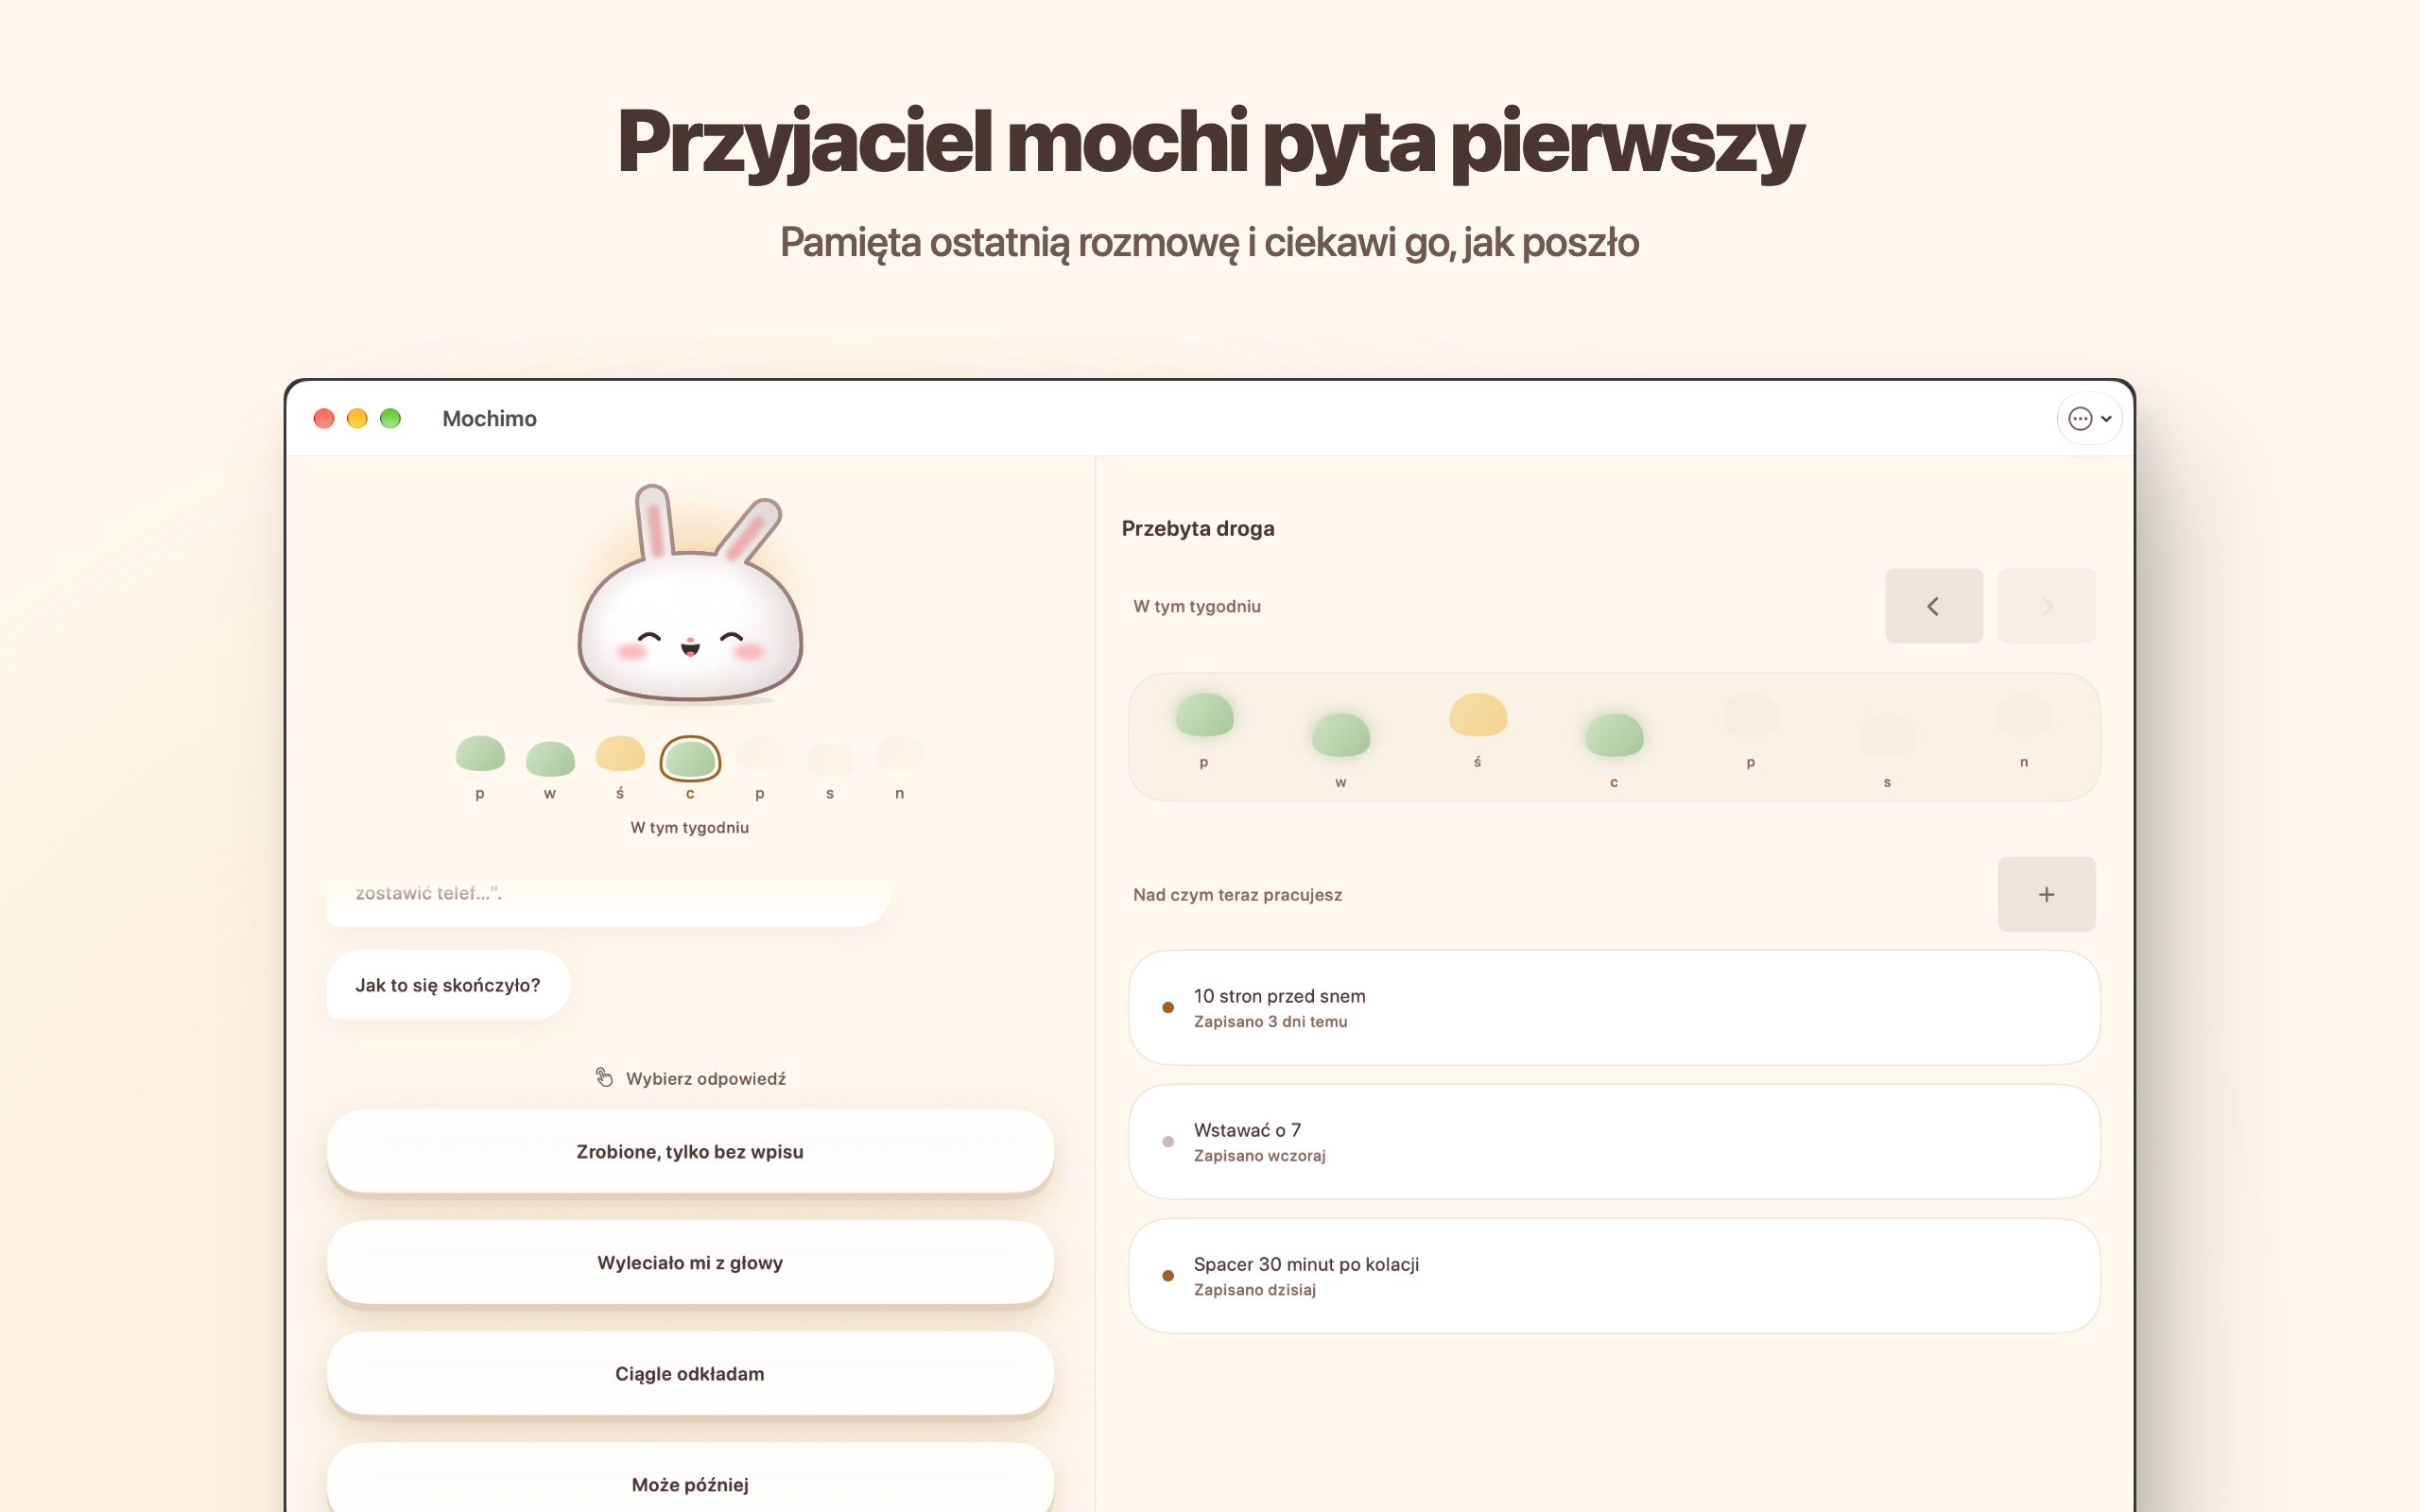 Przyjaciel mochi pyta pierwszy
Pamięta ostatnią rozmowę i ciekawi go, jak poszło
Mochimo
p w ś c p s n
W tym tygodniu
zostawić telef...”.
Jak to się skończyło?
Wybierz odpowiedź
Zrobione, tylko bez wpisu
Wyleciało mi z głowy
Ciągle odkładam
Może później
Przebyta droga
W tym tygodniu
p w ś c p s n
Nad czym teraz pracujesz
10 stron przed snem
Zapisano 3 dni temu
Wstawać o 7
Zapisano wczoraj
Spacer 30 minut po kolacji
Zapisano dzisiaj